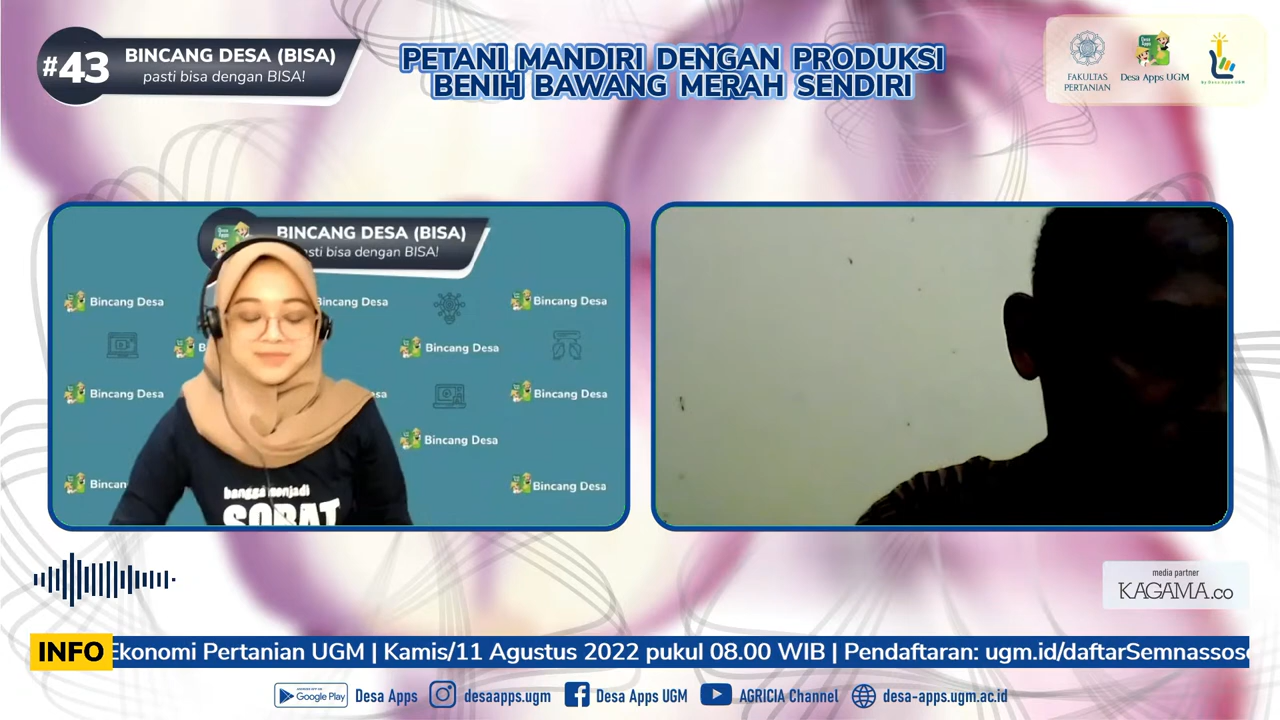 #43
BINCANG DESA (BISA)
pasti bisa dengan BISA!
PETANI MANDIRI DENGAN PRODUKSI
BENIH BAWANG MERAH SENDIRI
FAKULTAS
PERTANIAN
Desa Apps UGM
BINCANG DESA (BISA)
asti bisa dengan BISA!
Bincang Desa
Bincang Desa
Bincang Desa
B
Bincang Desa
Bincang Desa
esa
Bincang Desa
Bincang Desa
Bincan
Bincang Desa
bangga menjadi
SOBAT
media partner
KAGAMA.co
INFO
Ekonomi Pertanian UGM | Kamis/11 Agustus 2022 pukul 08.00 WIB | Pendaftaran: ugm.id/daftarSemnassose
Google Play
Desa Apps
desaapps.ugm
Desa Apps UGM
AGRICIA Channel
desa-apps.ugm.ac.id